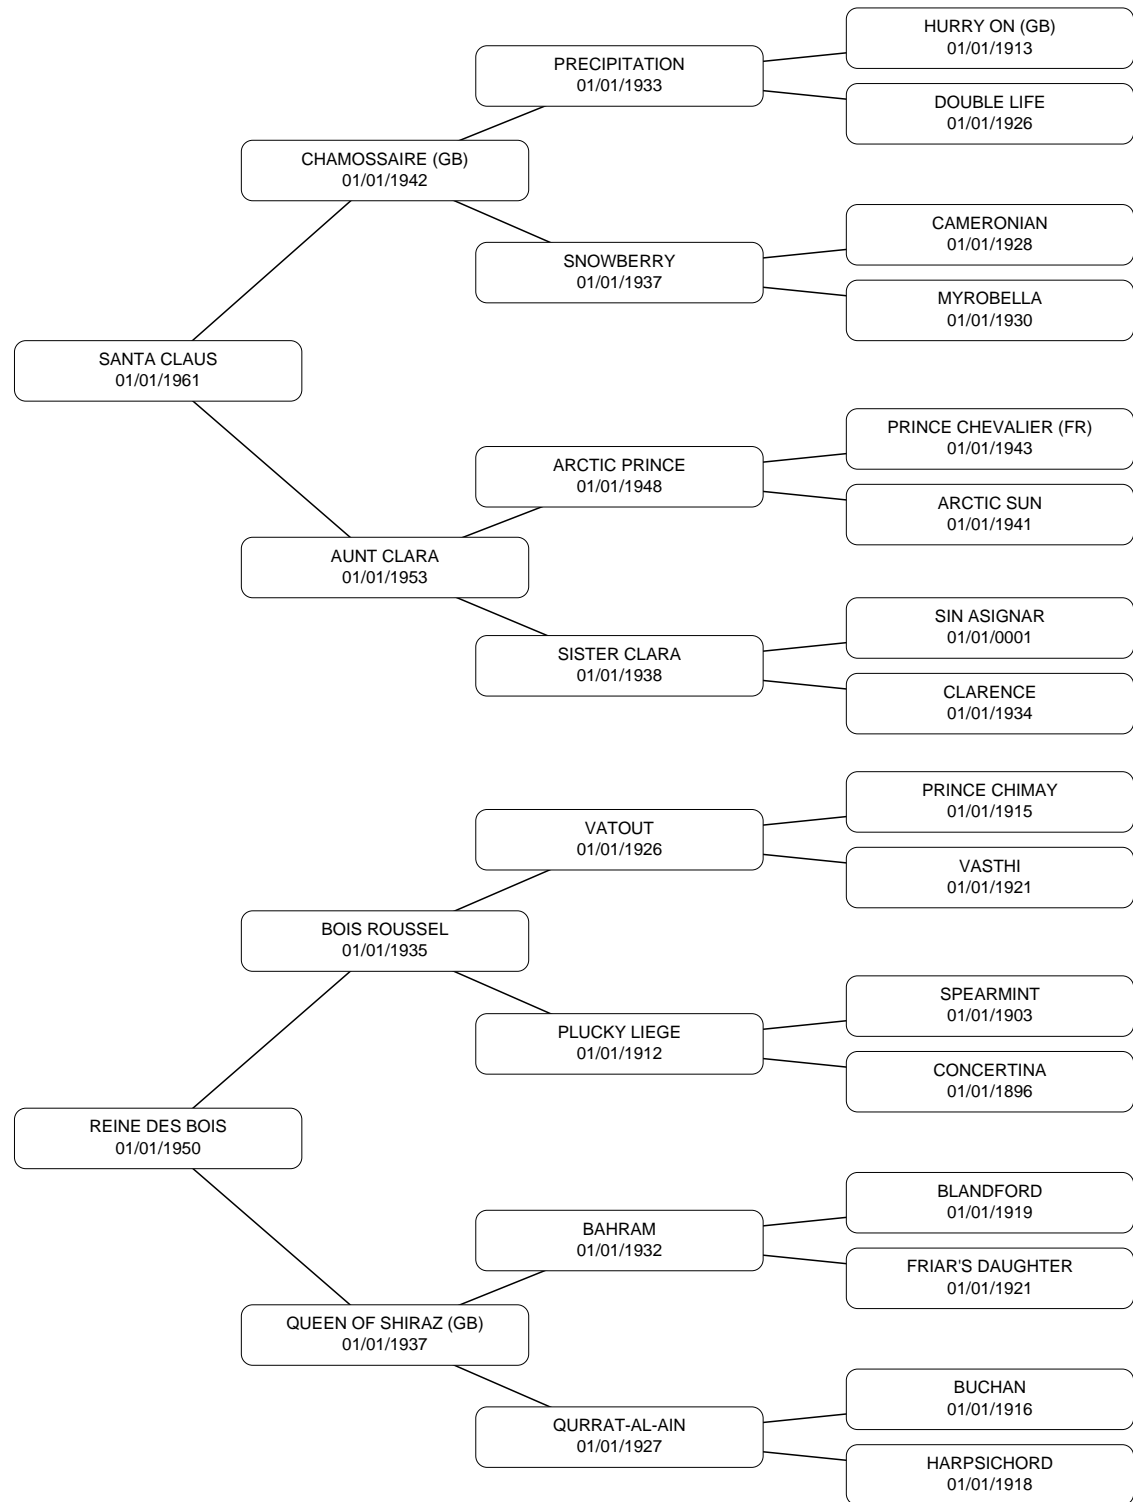 HURRY ON (GB)
01/01/1913
PRECIPITATION
01/01/1933
DOUBLE LIFE
01/01/1926
CHAMOSSAIRE (GB)
01/01/1942
CAMERONIAN
01/01/1928
SNOWBERRY
01/01/1937
MYROBELLA
01/01/1930
SANTA CLAUS
01/01/1961
PRINCE CHEVALIER (FR)
01/01/1943
ARCTIC PRINCE
01/01/1948
ARCTIC SUN
01/01/1941
AUNT CLARA
01/01/1953
SIN ASIGNAR
01/01/0001
SISTER CLARA
01/01/1938
CLARENCE
01/01/1934
PRINCE CHIMAY
01/01/1915
VATOUT
01/01/1926
VASTHI
01/01/1921
BOIS ROUSSEL
01/01/1935
SPEARMINT
01/01/1903
PLUCKY LIEGE
01/01/1912
CONCERTINA
01/01/1896
REINE DES BOIS
01/01/1950
BLANDFORD
01/01/1919
BAHRAM
01/01/1932
FRIAR'S DAUGHTER
01/01/1921
QUEEN OF SHIRAZ (GB)
01/01/1937
BUCHAN
01/01/1916
QURRAT-AL-AIN
01/01/1927
HARPSICHORD
01/01/1918